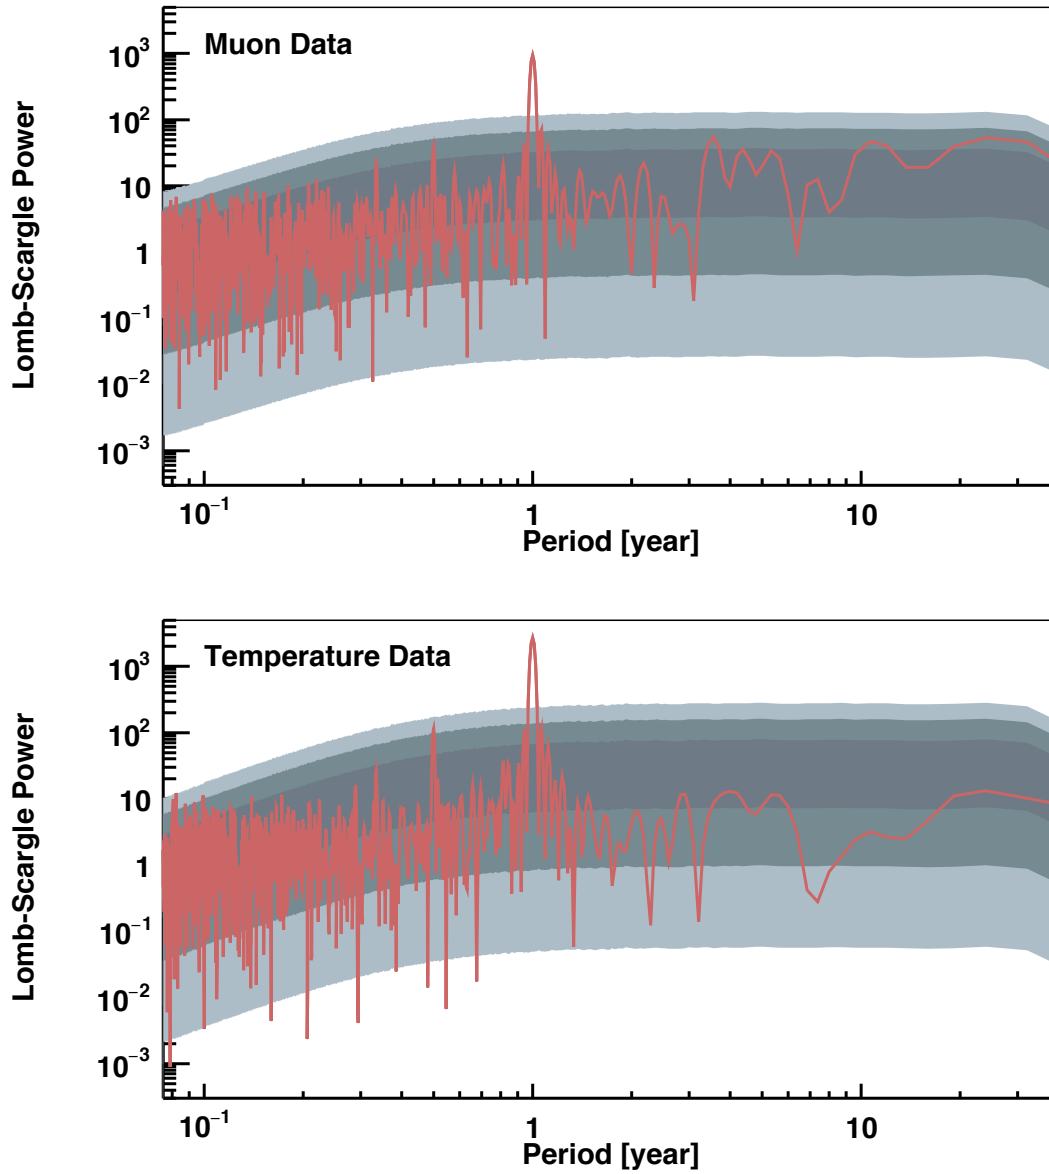 Muon Data
Lomb-Scargle Power
10³
10²
10
1
10⁻¹
10⁻²
10⁻³
10⁻¹ 1 10
Period [year]
Temperature Data
Lomb-Scargle Power
10³
10²
10
1
10⁻¹
10⁻²
10⁻³
10⁻¹ 1 10
Period [year]